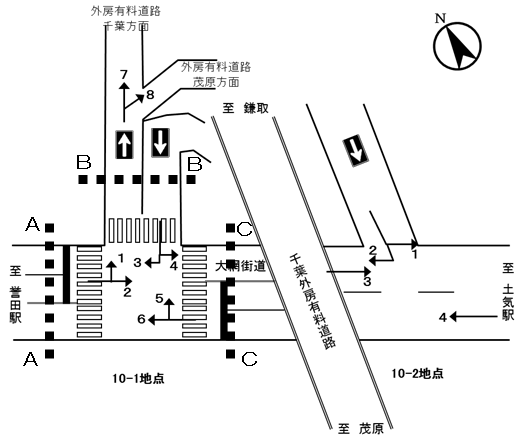 外房有料道路
千葉方面
N
外房有料道路
茂原方面
7
8
至 鎌取
B
B
A
C
1
2
3
4
大網街道
2
1
3
至
誉田駅
5
6
千葉外房有料道路
4
至
土気駅
A
C
10-1地点
10-2地点
至 茂原